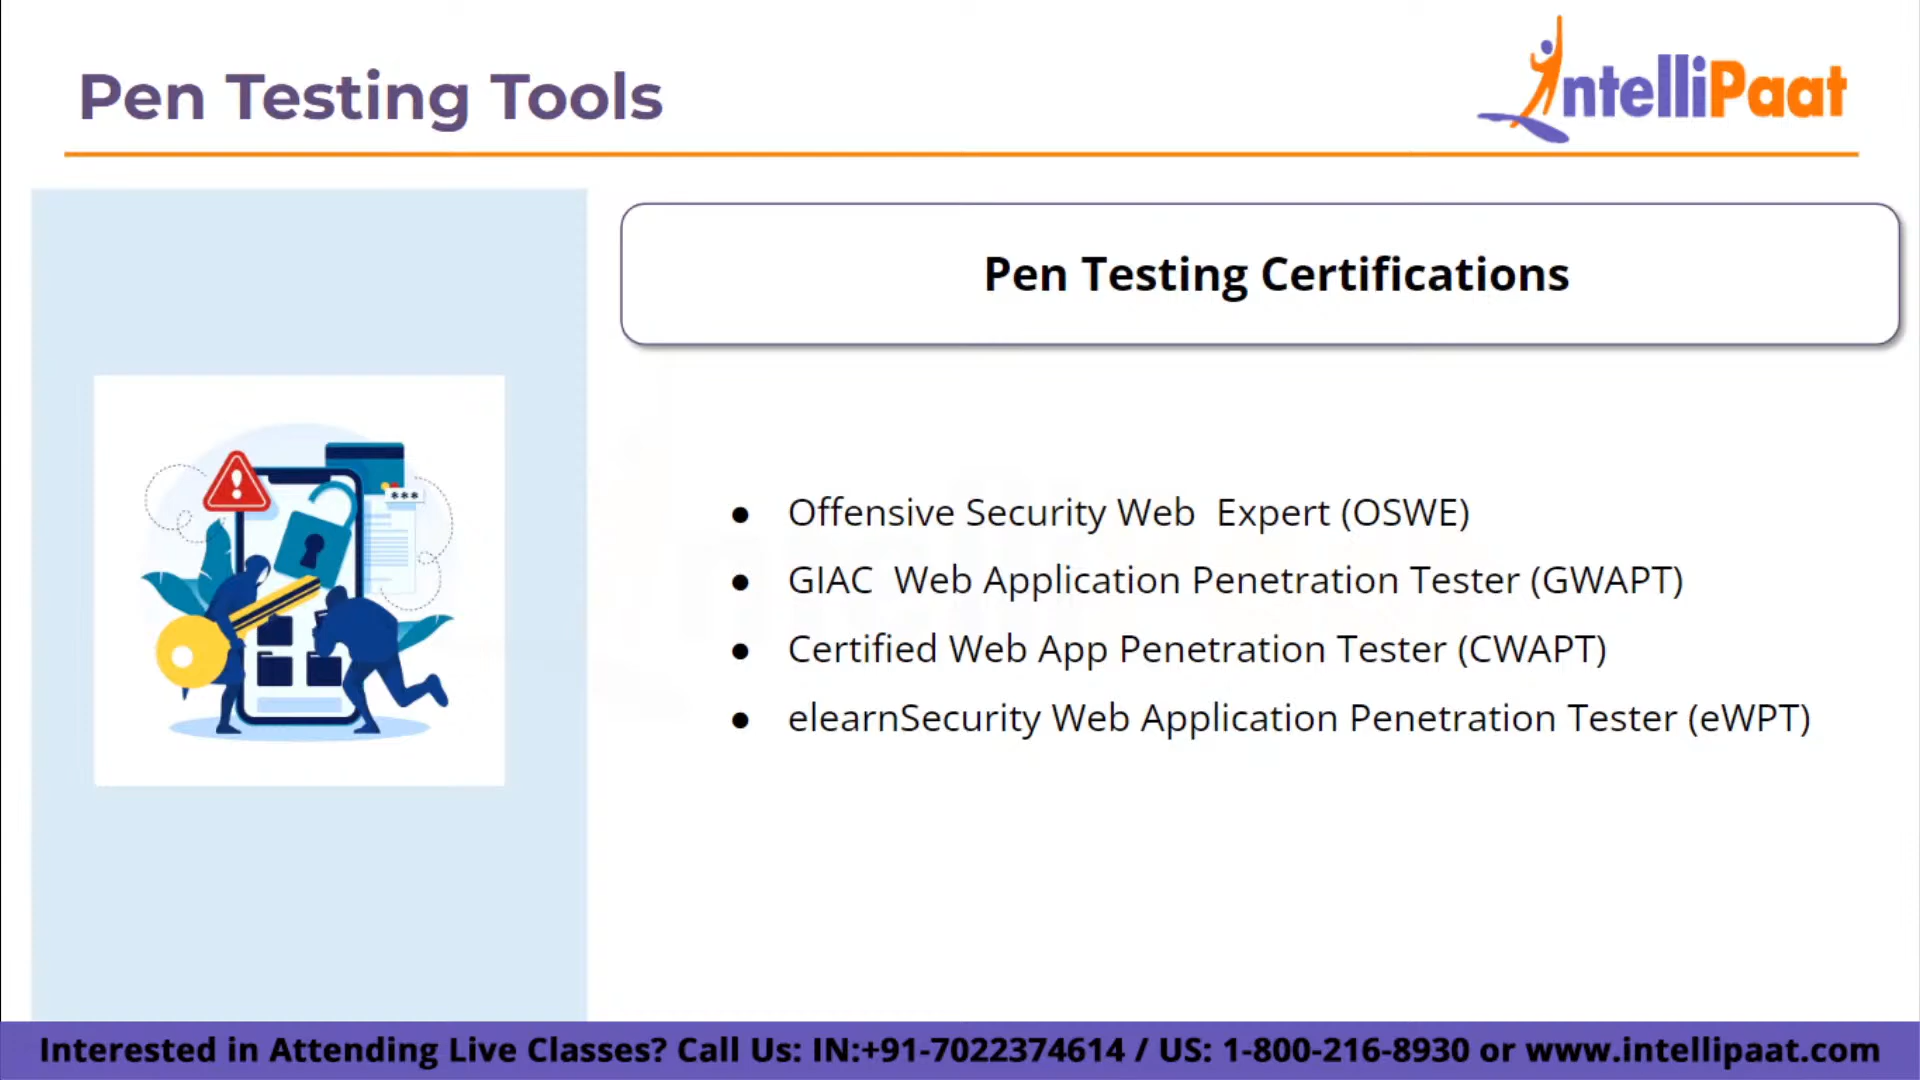 Pen Testing Tools
IntelliPaat
Pen Testing Certifications
***
● Offensive Security Web  Expert (OSWE)
● GIAC  Web Application Penetration Tester (GWAPT)
● Certified Web App Penetration Tester (CWAPT)
● elearnSecurity Web Application Penetration Tester (eWPT)
Interested in Attending Live Classes? Call Us: IN:+91-7022374614 / US: 1-800-216-8930 or www.intellipaat.com